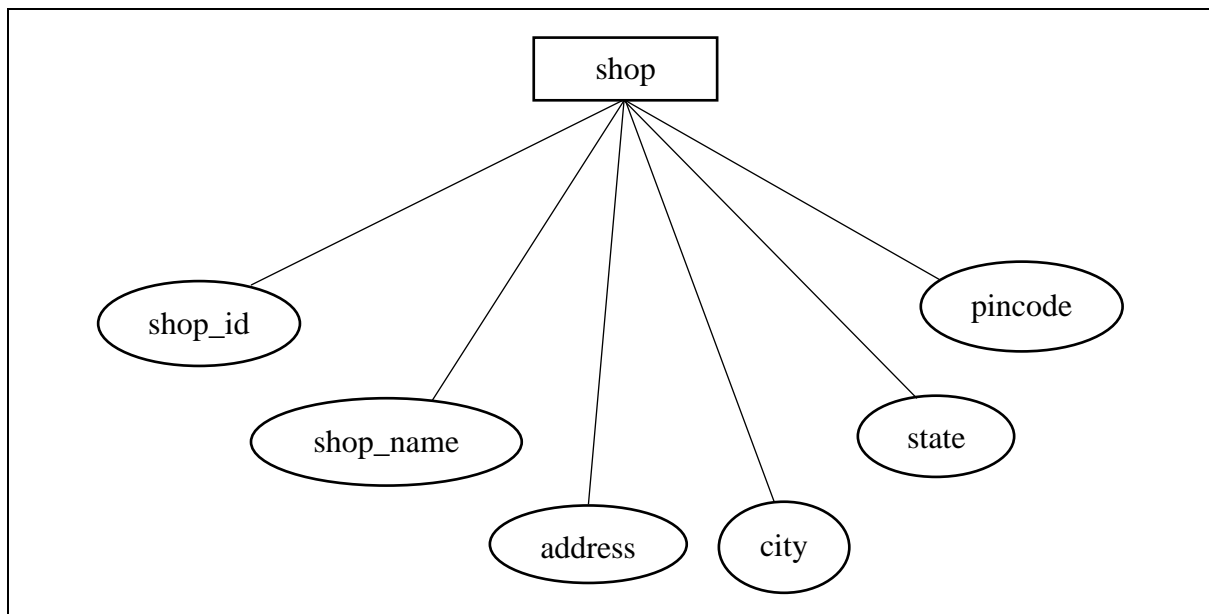 shop
shop_id
shop_name
address
city
state
pincode